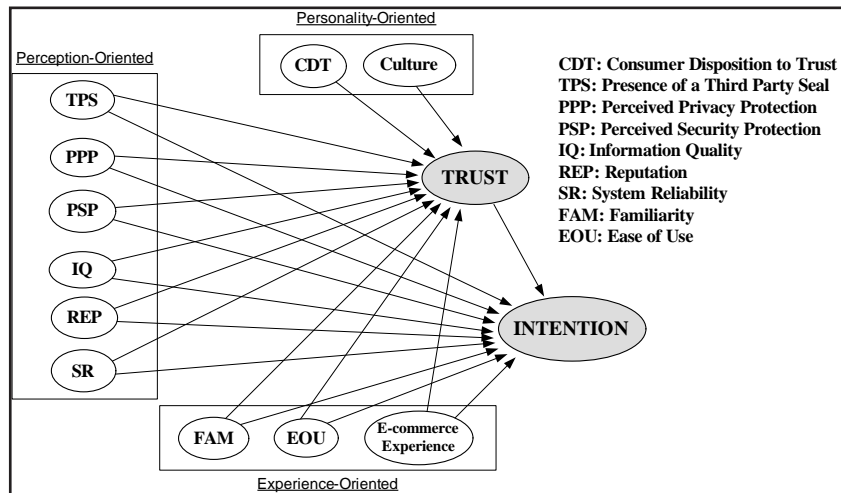 Personality-Oriented
Perception-Oriented
CDT
Culture
TPS
PPP
PSP
IQ
REP
SR
TRUST
INTENTION
CDT: Consumer Disposition to Trust
TPS: Presence of a Third Party Seal
PPP: Perceived Privacy Protection
PSP: Perceived Security Protection
IQ: Information Quality
REP: Reputation
SR: System Reliability
FAM: Familiarity
EOU: Ease of Use
FAM
EOU
E-commerce
Experience
Experience-Oriented